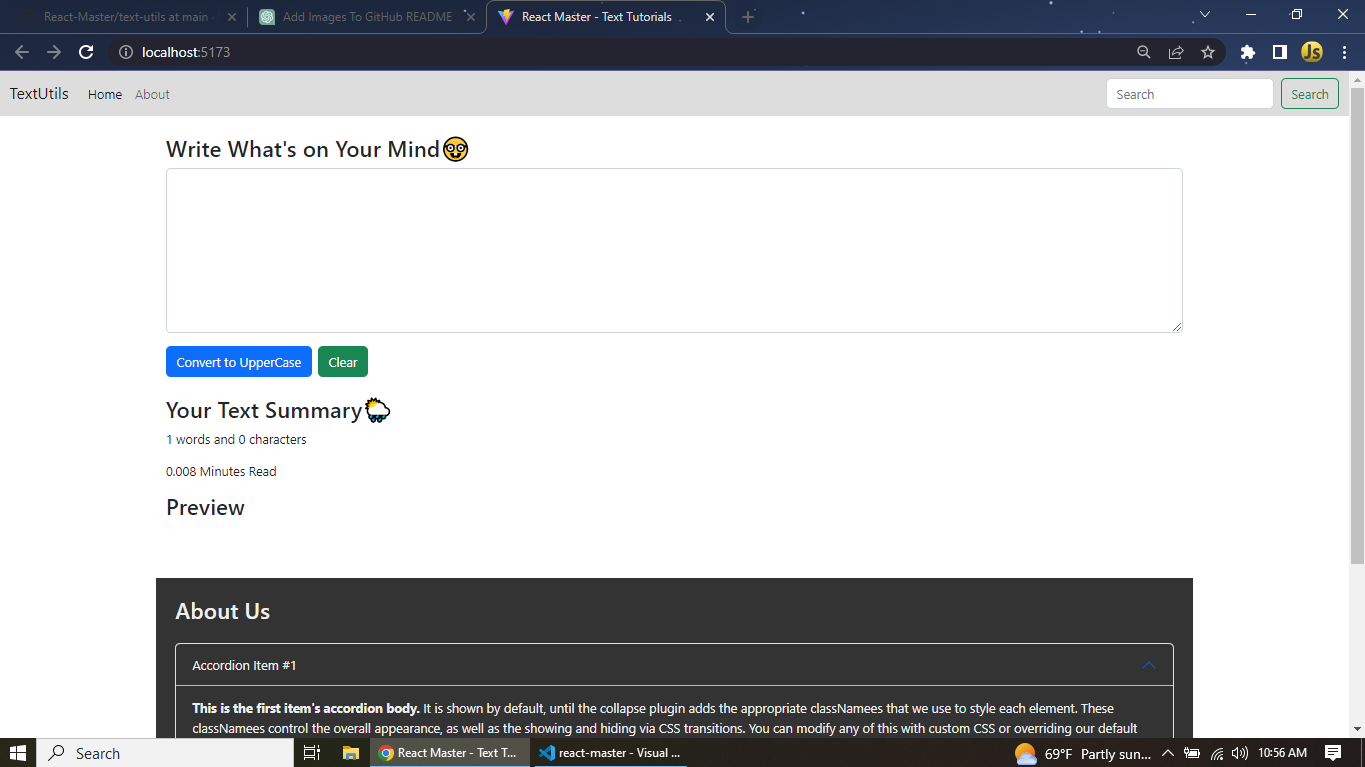 React-Master/text-utils at main
Add Images To GitHub README
React Master - Text Tutorials
localhost:5173
TextUtils Home About Search Search
Write What's on Your Mind
Convert to UpperCase Clear
Your Text Summary
1 words and 0 characters
0.008 Minutes Read
Preview
About Us
Accordion Item #1
This is the first item's accordion body. It is shown by default, until the collapse plugin adds the appropriate classNamees that we use to style each element. These
classNamees control the overall appearance, as well as the showing and hiding via CSS transitions. You can modify any of this with custom CSS or overriding our default
Search React Master - Text T... react-master - Visual ... 69°F Partly sun... 10:56 AM